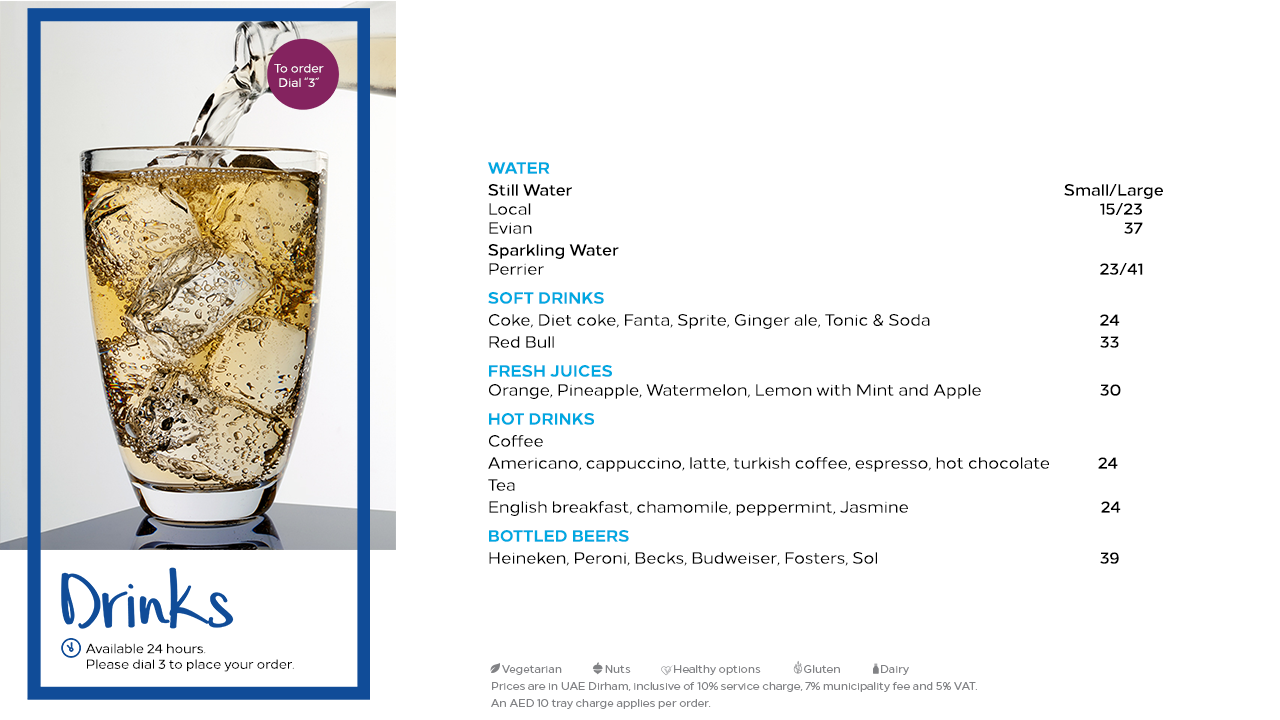 To order
Dial "3"
WATER
Still Water Small/Large
Local 15/23
Evian 37
Sparkling Water
Perrier 23/41
SOFT DRINKS
Coke, Diet coke, Fanta, Sprite, Ginger ale, Tonic & Soda 24
Red Bull 33
FRESH JUICES
Orange, Pineapple, Watermelon, Lemon with Mint and Apple 30
HOT DRINKS
Coffee
Americano, cappuccino, latte, turkish coffee, espresso, hot chocolate 24
Tea
English breakfast, chamomile, peppermint, Jasmine 24
BOTTLED BEERS
Heineken, Peroni, Becks, Budweiser, Fosters, Sol 39
Drinks
Available 24 hours.
Please dial 3 to place your order.
Vegetarian Nuts Healthy options Gluten Dairy
Prices are in UAE Dirham, inclusive of 10% service charge, 7% municipality fee and 5% VAT.
An AED 10 tray charge applies per order.